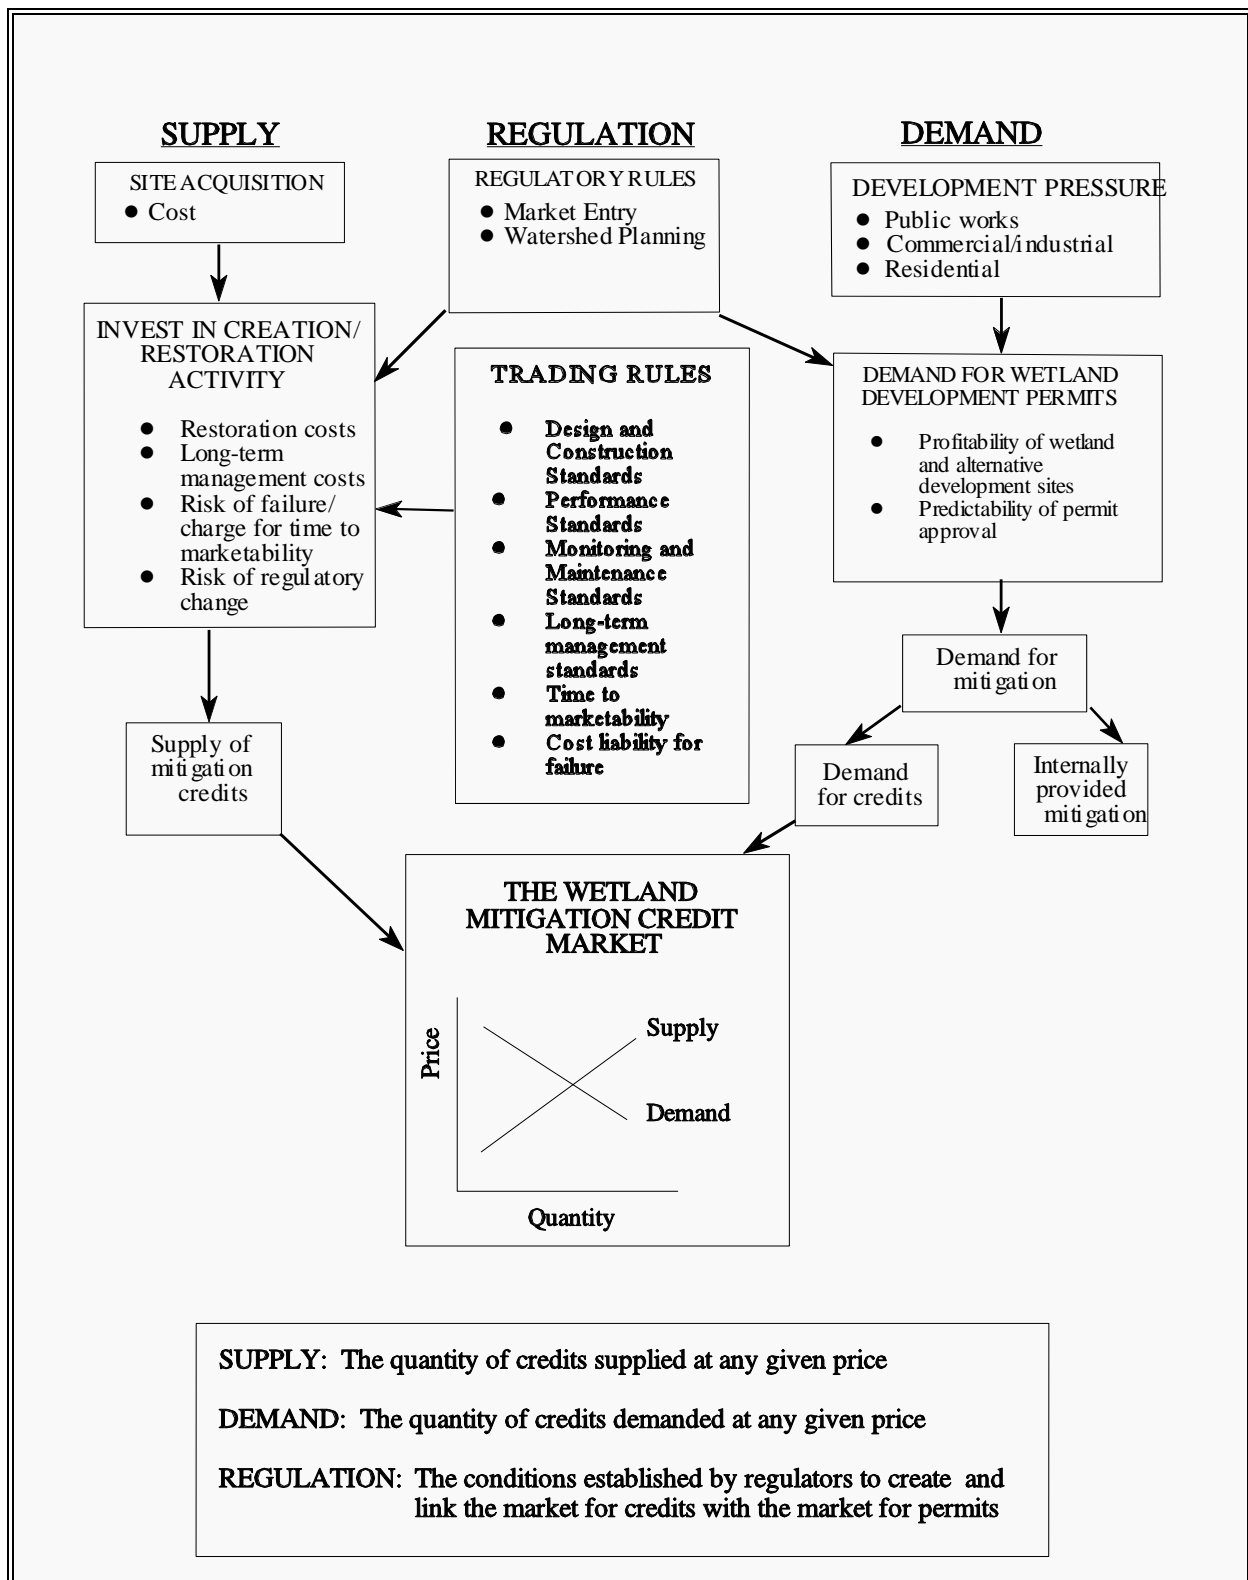 SUPPLY
SITE ACQUISITION
● Cost
INVEST IN CREATION/
RESTORATION
ACTIVITY
● Restoration costs
● Long-term
management costs
● Risk of failure/
charge for time to
marketability
● Risk of regulatory
change
Supply of
mitigation
credits
REGULATION
REGULATORY RULES
● Market Entry
● Watershed Planning
TRADING RULES
● Design and
Construction
Standards
● Performance
Standards
● Monitoring and
Maintenance
Standards
● Long-term
management
standards
● Time to
marketability
● Cost liability for
failure
DEMAND
DEVELOPMENT PRESSURE
● Public works
● Commercial/industrial
● Residential
DEMAND FOR WETLAND
DEVELOPMENT PERMITS
● Profitability of wetland
and alternative
development sites
● Predictability of permit
approval
Demand for
mitigation
Demand
for credits
Internally
provided
mitigation
THE WETLAND
MITIGATION CREDIT
MARKET
Price
Supply
Demand
Quantity
SUPPLY: The quantity of credits supplied at any given price
DEMAND: The quantity of credits demanded at any given price
REGULATION: The conditions established by regulators to create and
link the market for credits with the market for permits